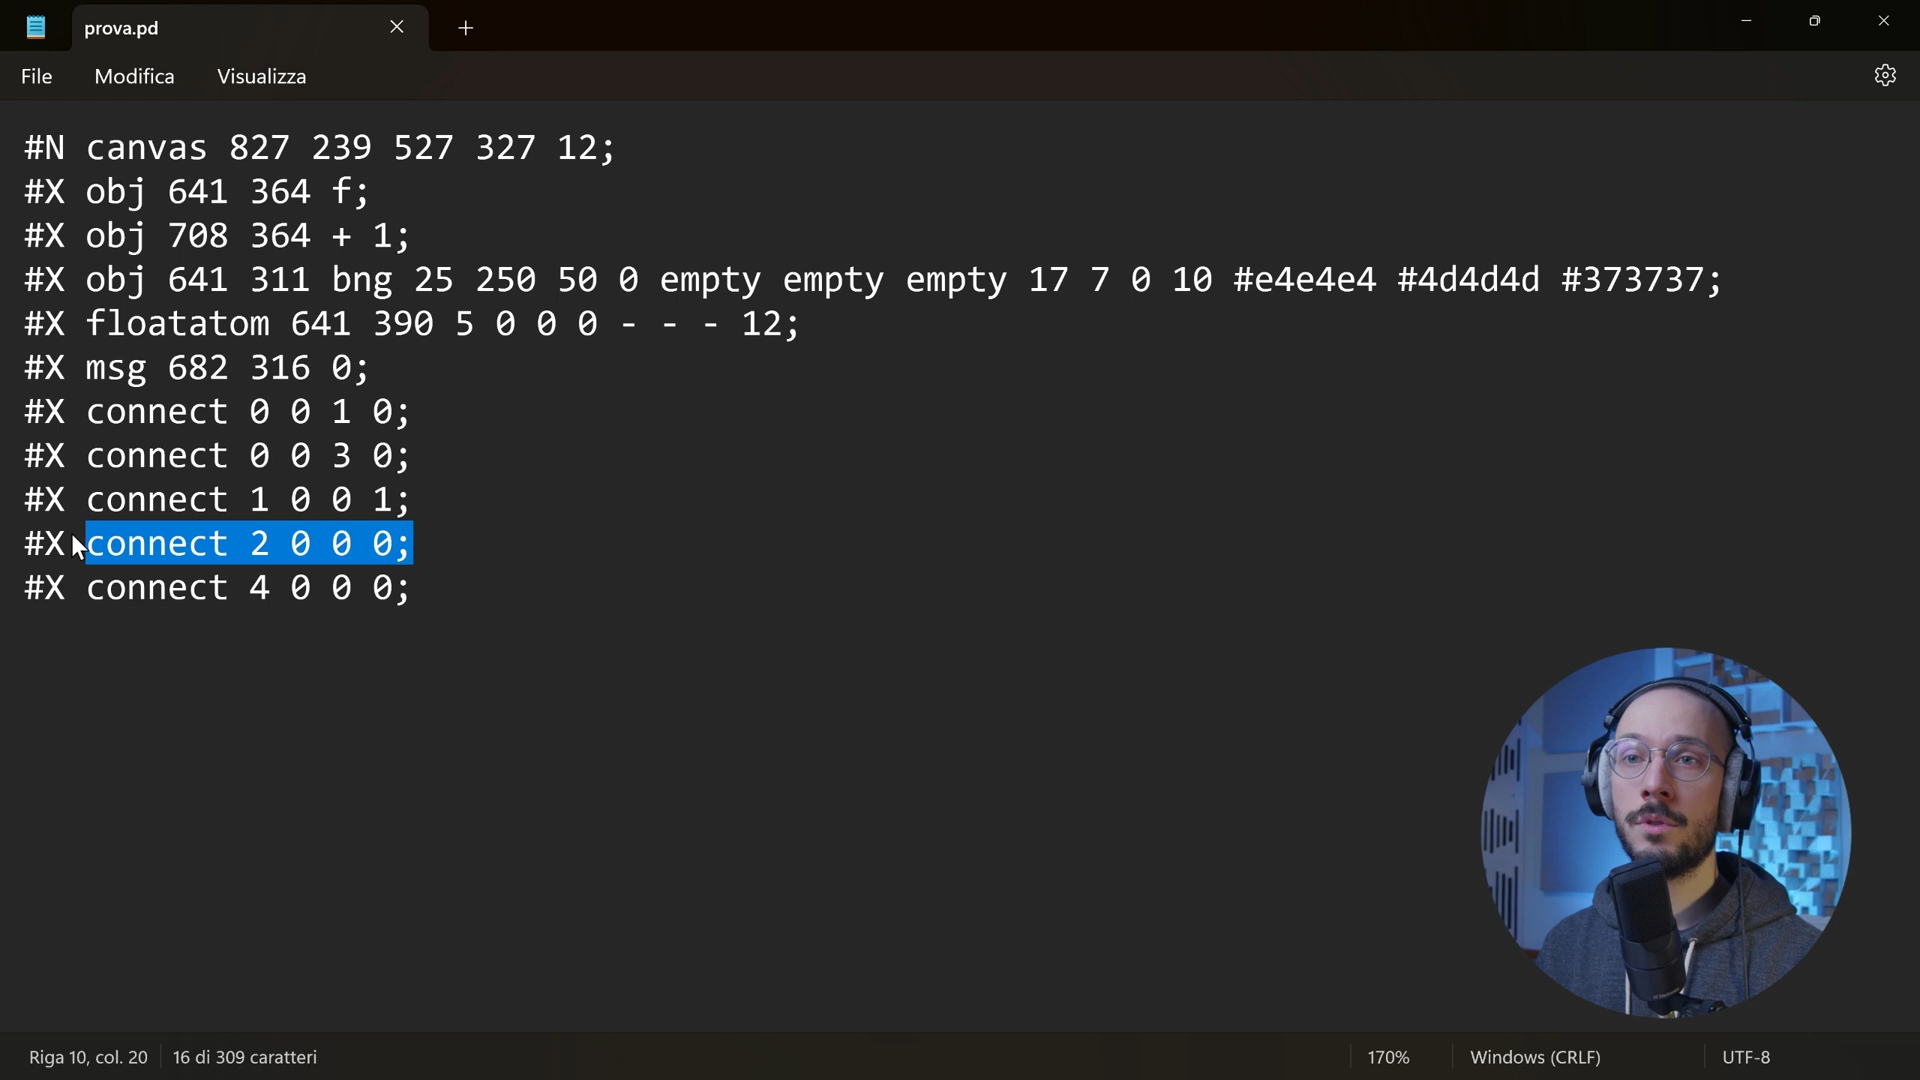 prova.pd
File Modifica Visualizza
#N canvas 827 239 527 327 12;
#X obj 641 364 f;
#X obj 708 364 + 1;
#X obj 641 311 bng 25 250 50 0 empty empty empty 17 7 0 10 #e4e4e4 #4d4d4d #373737;
#X floatatom 641 390 5 0 0 0 - - - 12;
#X msg 682 316 0;
#X connect 0 0 1 0;
#X connect 0 0 3 0;
#X connect 1 0 0 1;
#X connect 2 0 0 0;
#X connect 4 0 0 0;
Riga 10, col. 20 16 di 309 caratteri 170% Windows (CRLF) UTF-8